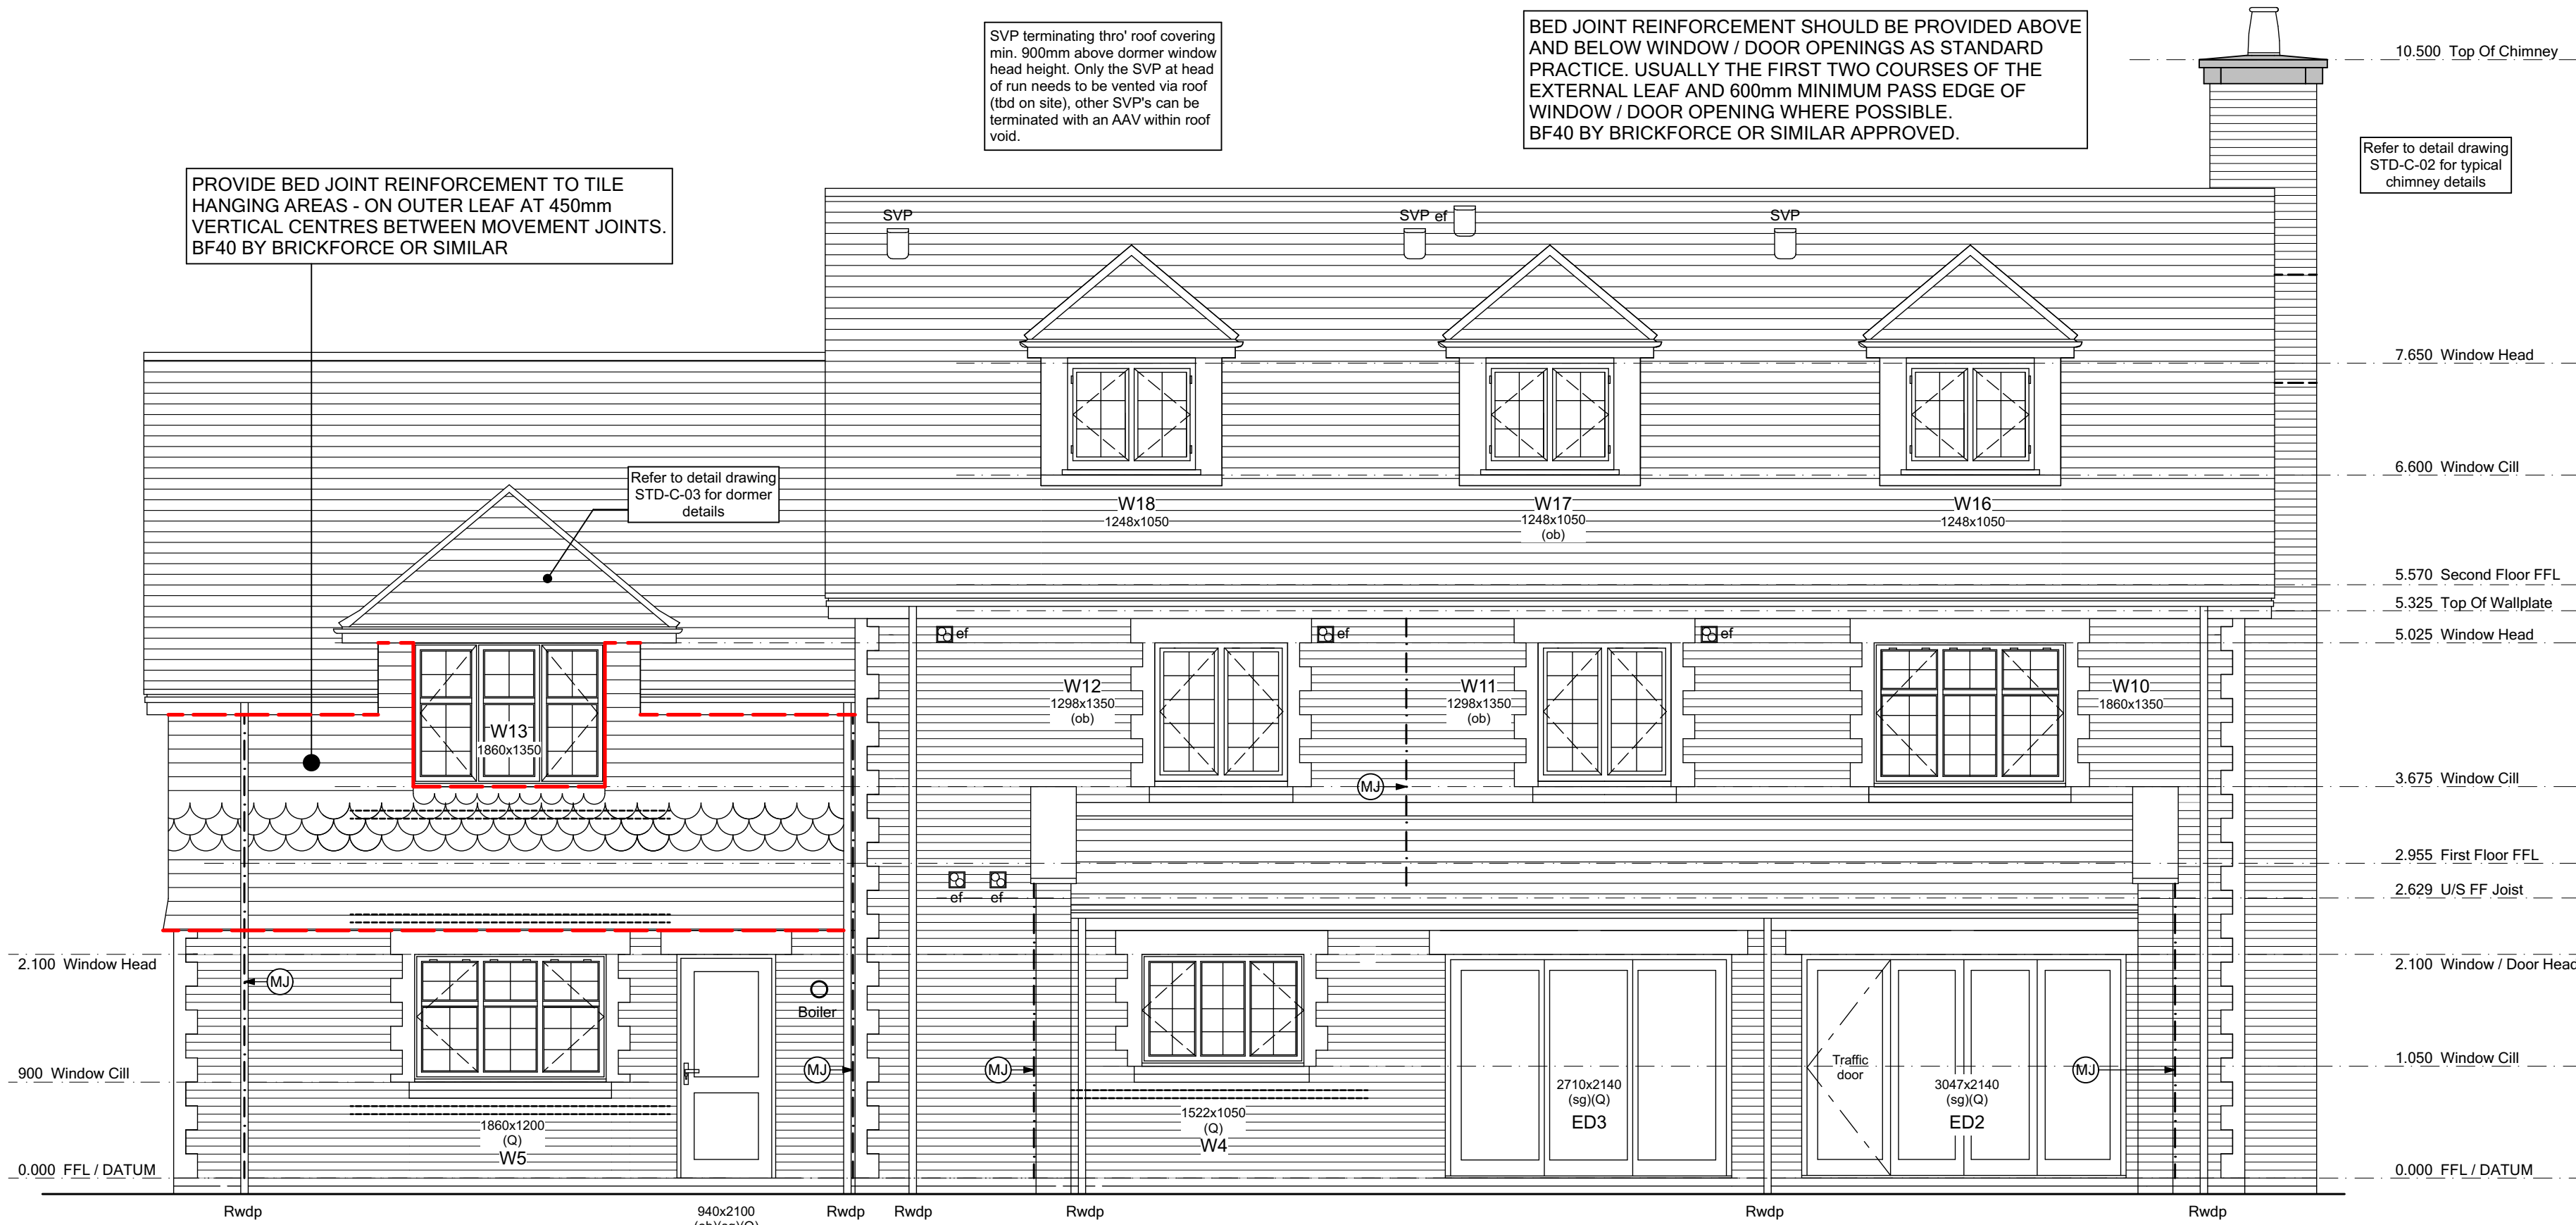 SVP terminating thro' roof covering
min. 900mm above dormer window
head height. Only the SVP at head
of run needs to be vented via roof
(tbd on site), other SVP's can be
terminated with an AAV within roof
void.
BED JOINT REINFORCEMENT SHOULD BE PROVIDED ABOVE
AND BELOW WINDOW / DOOR OPENINGS AS STANDARD
PRACTICE. USUALLY THE FIRST TWO COURSES OF THE
EXTERNAL LEAF AND 600mm MINIMUM PASS EDGE OF
WINDOW / DOOR OPENING WHERE POSSIBLE.
BF40 BY BRICKFORCE OR SIMILAR APPROVED.
10.500 Top Of Chimney
Refer to detail drawing
STD-C-02 for typical
chimney details
PROVIDE BED JOINT REINFORCEMENT TO TILE
HANGING AREAS - ON OUTER LEAF AT 450mm
VERTICAL CENTRES BETWEEN MOVEMENT JOINTS.
BF40 BY BRICKFORCE OR SIMILAR
SVP
SVP ef
SVP
7.650 Window Head
6.600 Window Cill
Refer to detail drawing
STD-C-03 for dormer
details
W18
1248x1050
W17
1248x1050
(ob)
W16
1248x1050
5.570 Second Floor FFL
5.325 Top Of Wallplate
5.025 Window Head
ef
ef
ef
W13
1860x1350
W12
1298x1350
(ob)
W11
1298x1350
(ob)
W10
1860x1350
MJ
3.675 Window Cill
2.955 First Floor FFL
2.629 U/S FF Joist
ef
ef
2.100 Window Head
2.100 Window / Door Head
MJ
Boiler
MJ
MJ
MJ
Traffic
door
900 Window Cill
1.050 Window Cill
1860x1200
(Q)
W5
1522x1050
(Q)
W4
2710x2140
(sg)(Q)
ED3
3047x2140
(sg)(Q)
ED2
0.000 FFL / DATUM
0.000 FFL / DATUM
Rwdp
940x2100
Rwdp
Rwdp
Rwdp
Rwdp
Rwdp